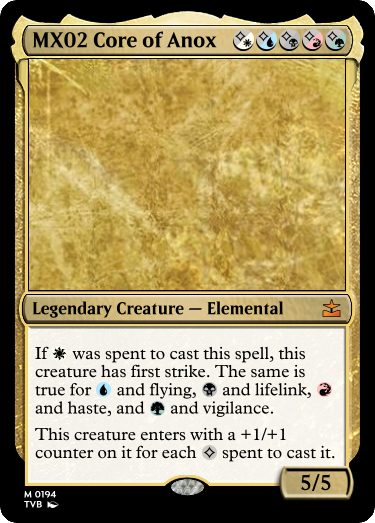 MX02 Core of Anox
Legendary Creature — Elemental
If was spent to cast this spell, this
creature has first strike. The same is
true for and flying, and lifelink,
and haste, and and vigilance.
This creature enters with a +1/+1
counter on it for each spent to cast it.
5/5
M 0194
TVB